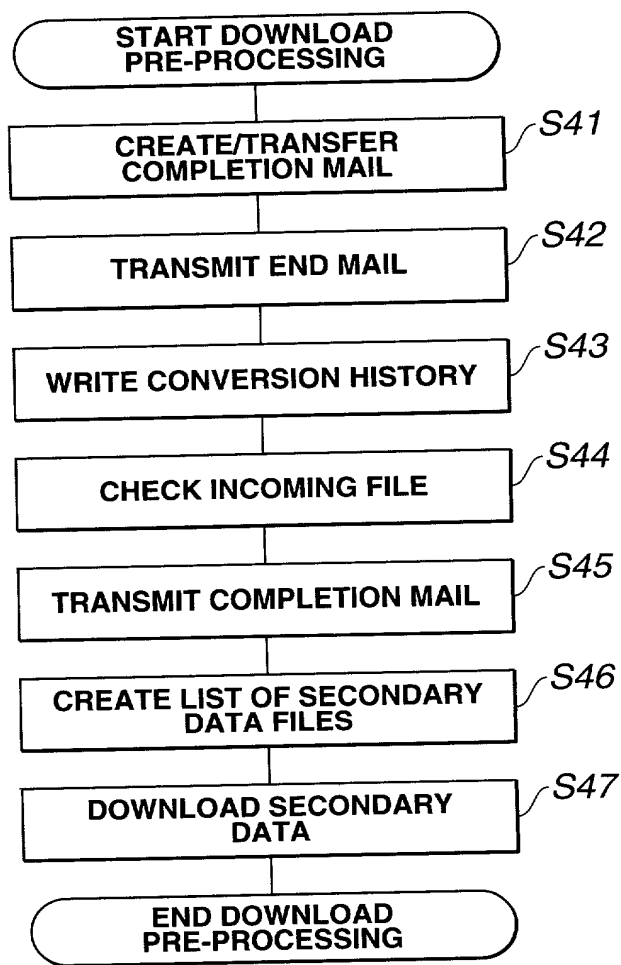 START DOWNLOAD
PRE-PROCESSING
S41
CREATE/TRANSFER
COMPLETION MAIL
S42
TRANSMIT END MAIL
S43
WRITE CONVERSION HISTORY
S44
CHECK INCOMING FILE
S45
TRANSMIT COMPLETION MAIL
S46
CREATE LIST OF SECONDARY
DATA FILES
S47
DOWNLOAD SECONDARY
DATA
END DOWNLOAD
PRE-PROCESSING